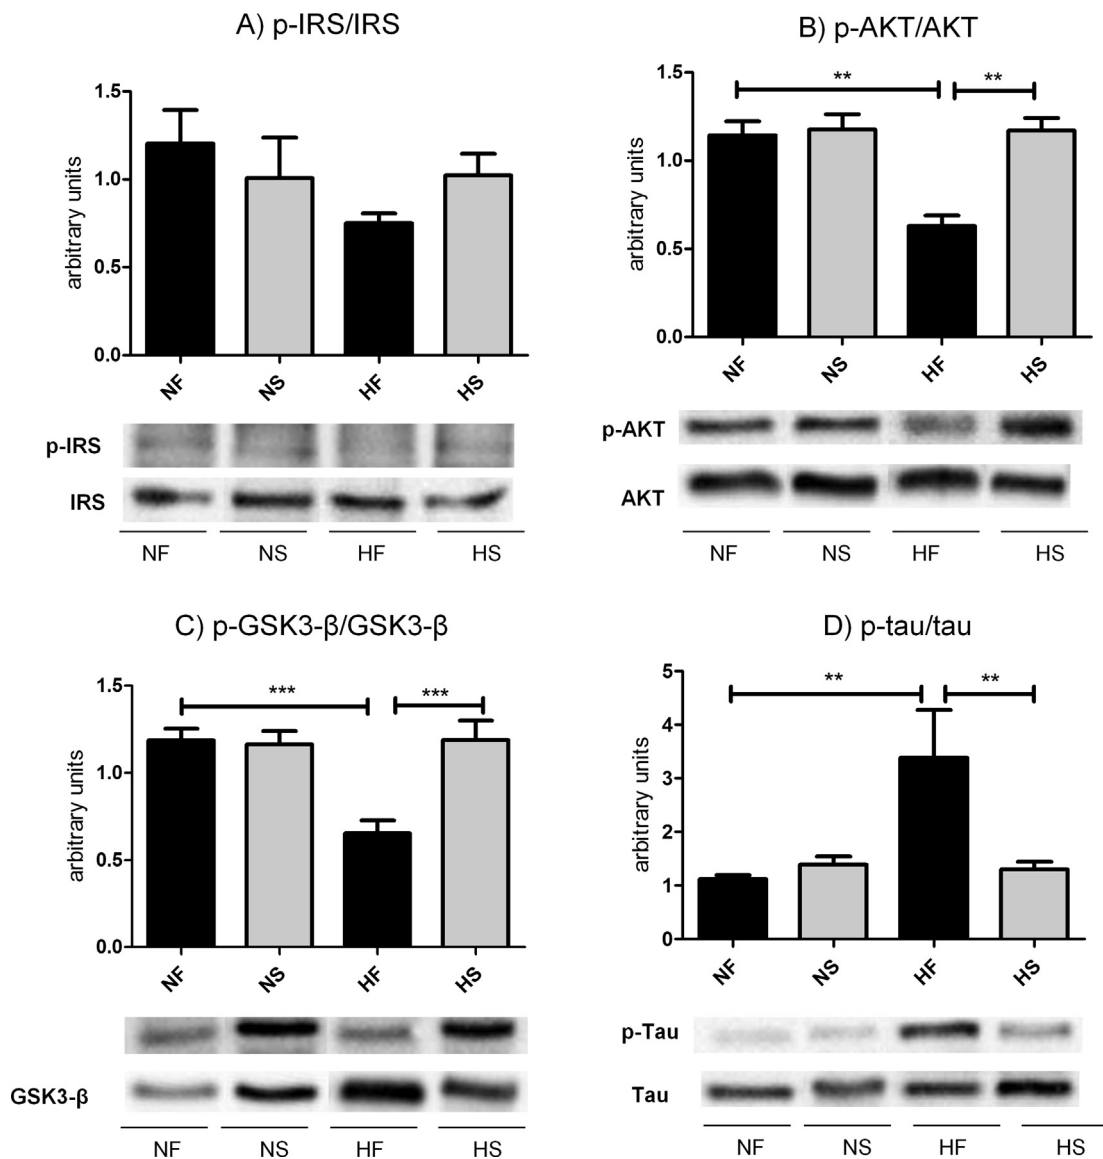 A) p-IRS/IRS
arbitrary units
1.5
1.0
0.5
0.0
NF
NS
HF
HS
p-IRS
IRS
NF NS HF HS
B) p-AKT/AKT
arbitrary units
1.5
1.0
0.5
0.0
** **
NF
NS
HF
HS
p-AKT
AKT
NF NS HF HS
C) p-GSK3-β/GSK3-β
arbitrary units
1.5
1.0
0.5
0.0
*** ***
NF
NS
HF
HS
GSK3-β
NF NS HF HS
D) p-tau/tau
arbitrary units
5
4
3
2
1
0
** **
NF
NS
HF
HS
p-Tau
Tau
NF NS HF HS